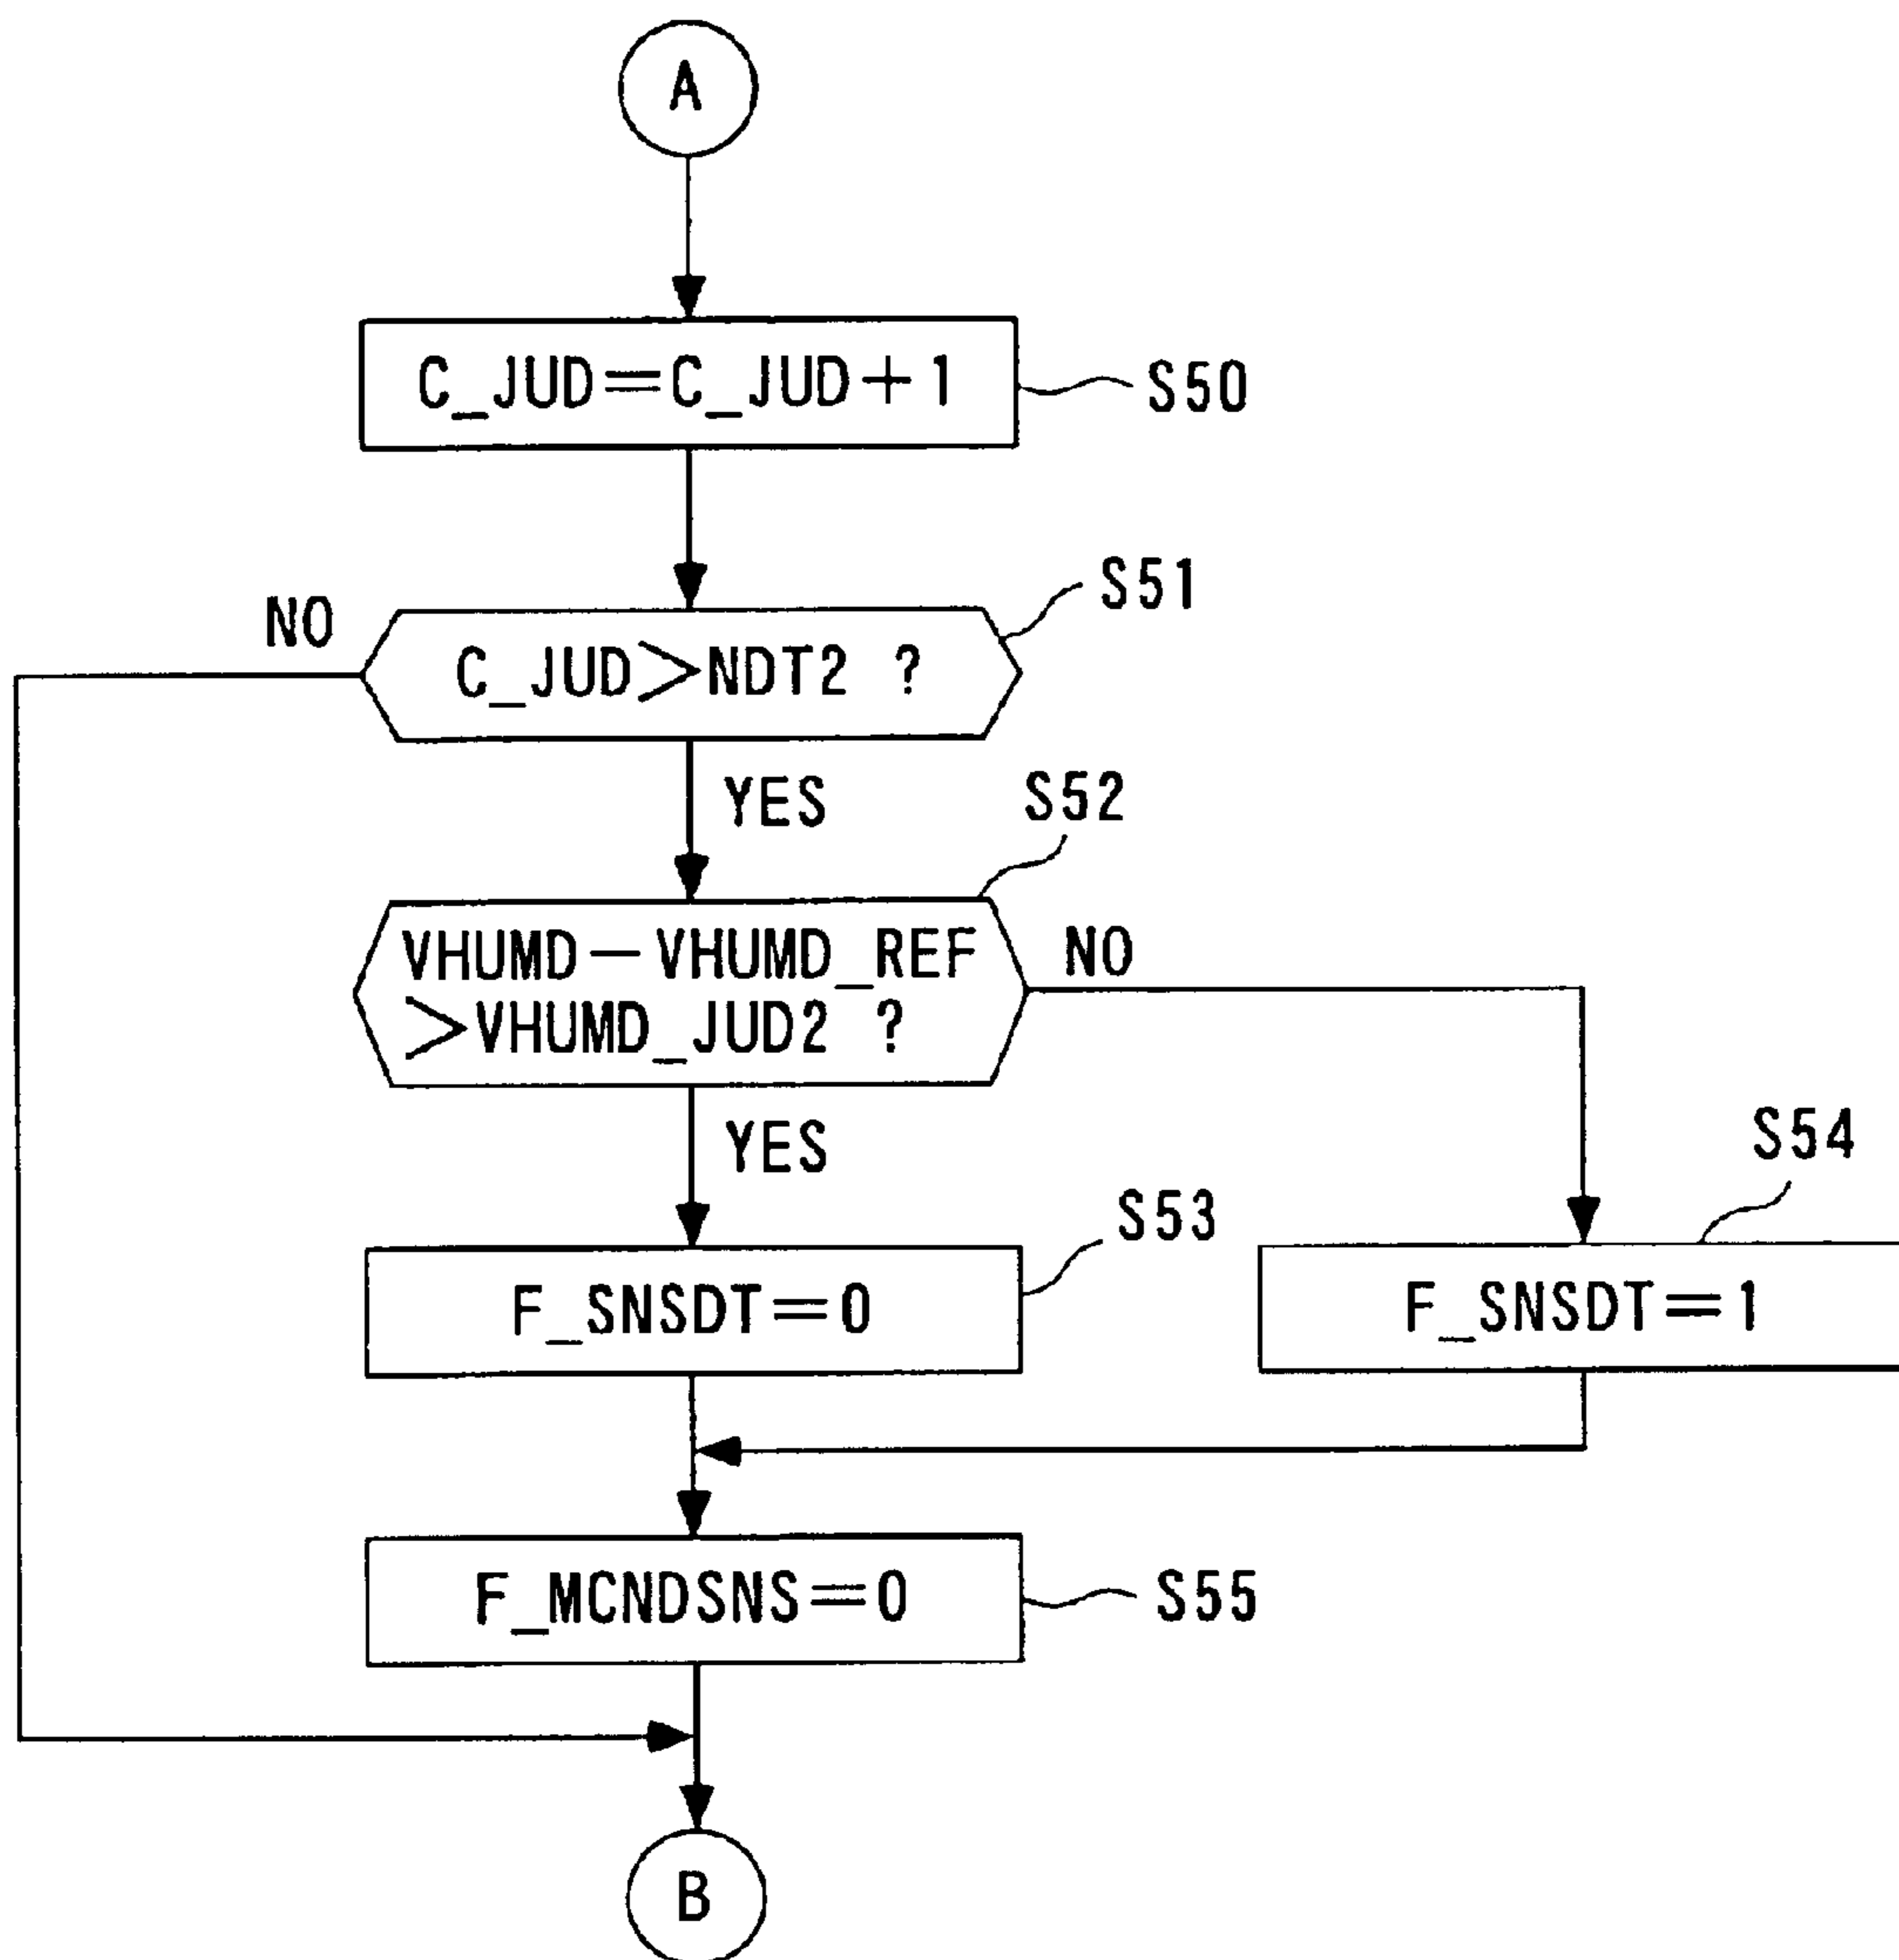 A
C_JUD=C_JUD+1
S50
S51
NO
C_JUD>NDT2 ?
YES
S52
VHUMD-VHUMD_REF
>VHUMD_JUD2 ?
NO
YES
S53
S54
F_SNSDT=0
F_SNSDT=1
F_MCNDSNS=0
S55
B